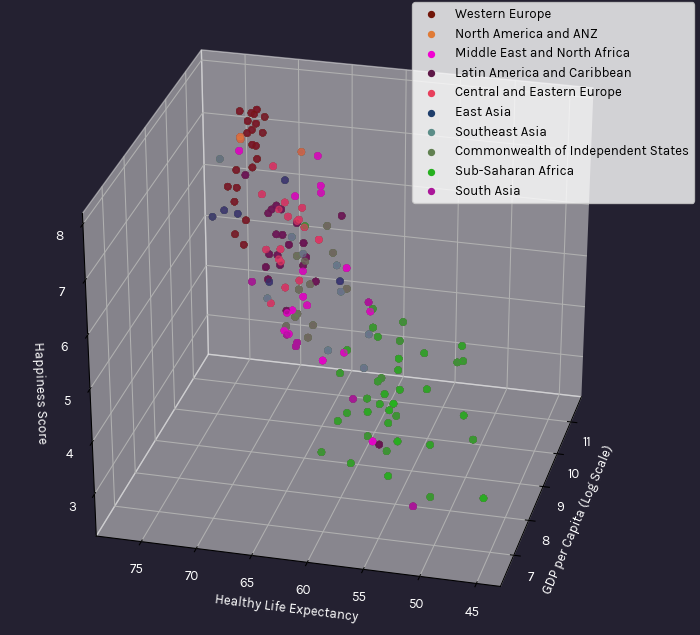 Western Europe
North America and ANZ
Middle East and North Africa
Latin America and Caribbean
Central and Eastern Europe
East Asia
Southeast Asia
Commonwealth of Independent States
Sub-Saharan Africa
South Asia
8
7
6
5
4
3
Happiness Score
75
70
65
60
55
50
45
Healthy Life Expectancy
11
10
9
8
7
GDP per Capita (Log Scale)